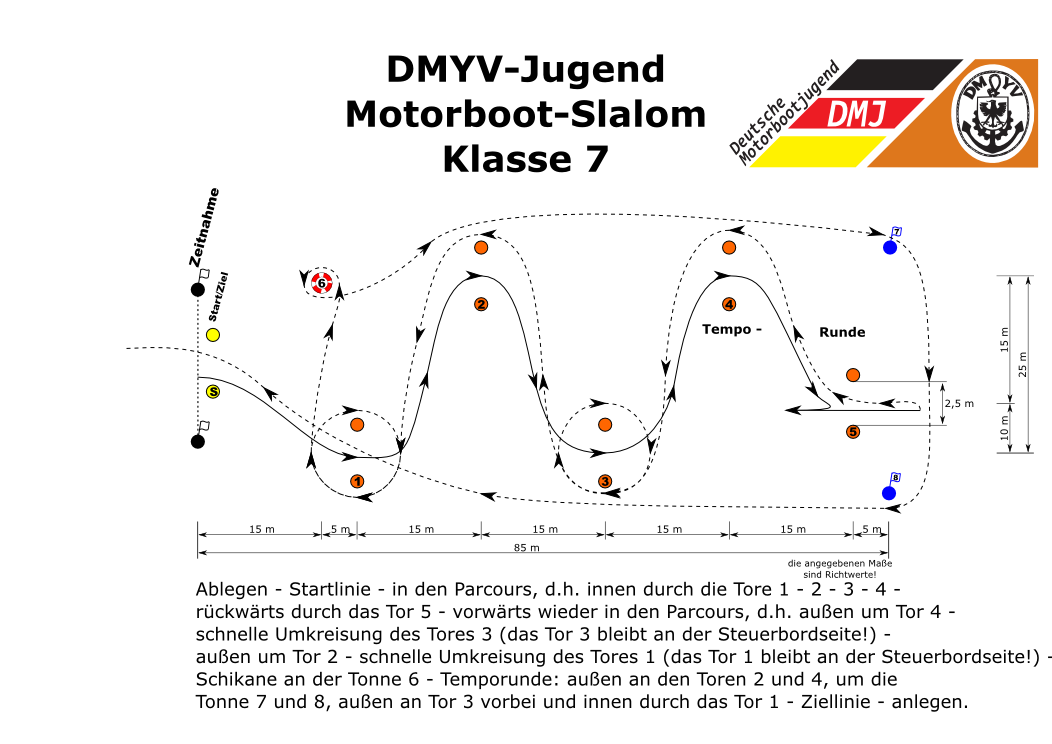 DMYV-Jugend
Motorboot-Slalom
Klasse 7
Deutsche
Motorbootjugend
DMJ
DMYV
Zeitnahme
Start/Ziel
S
6
2
4
7
Tempo -
Runde
1
3
5
8
2,5 m
15 m
25 m
10 m
15 m
5 m
15 m
15 m
15 m
15 m
5 m
85 m
die angegebenen Maße
sind Richtwerte!
Ablegen - Startlinie - in den Parcours, d.h. innen durch die Tore 1 - 2 - 3 - 4 -
rückwärts durch das Tor 5 - vorwärts wieder in den Parcours, d.h. außen um Tor 4 -
schnelle Umkreisung des Tores 3 (das Tor 3 bleibt an der Steuerbordseite!) -
außen um Tor 2 - schnelle Umkreisung des Tores 1 (das Tor 1 bleibt an der Steuerbordseite!) -
Schikane an der Tonne 6 - Temporunde: außen an den Toren 2 und 4, um die
Tonne 7 und 8, außen an Tor 3 vorbei und innen durch das Tor 1 - Ziellinie - anlegen.